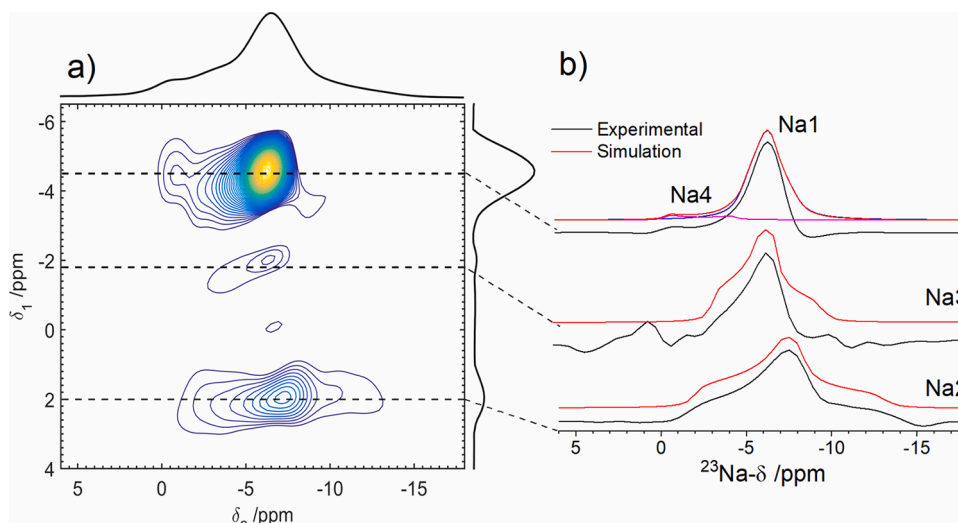 a)
b)
-6
-4
-2
0
2
4
δ₁ /ppm
5 0 -5 -10 -15
/ppm
Experimental
Simulation
Na1
Na4
Na3
Na2
5 0 -5 -10 -15
²³Na-δ /ppm